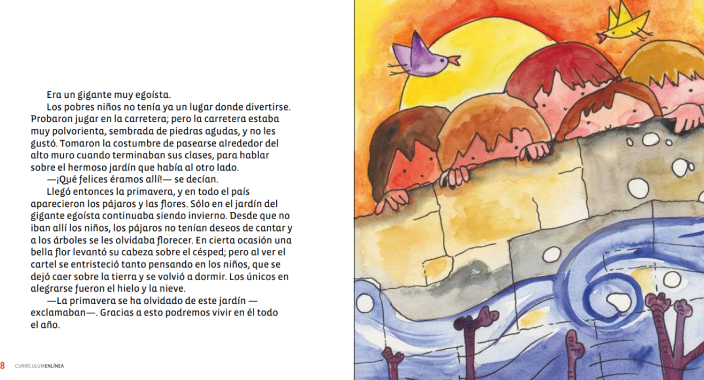 Era un gigante muy egoísta.
Los pobres niños no tenía ya un lugar donde divertirse.
Probaron jugar en la carretera; pero la carretera estaba
muy polvorienta, sembrada de piedras agudas, y no les
gustó. Tomaron la costumbre de pasearse alrededor del
alto muro cuando terminaban sus clases, para hablar
sobre el hermoso jardín que había al otro lado.
—¡Qué felices éramos allí!— se decían.
Llegó entonces la primavera, y en todo el país
aparecieron los pájaros y las flores. Sólo en el jardín del
gigante egoísta continuaba siendo invierno. Desde que no
iban allí los niños, los pájaros no tenían deseos de cantar y
a los árboles se les olvidaba florecer. En cierta ocasión una
bella flor levantó su cabeza sobre el césped; pero al ver el
cartel se entristeció tanto pensando en los niños, que se
dejó caer sobre la tierra y se volvió a dormir. Los únicos en
alegrarse fueron el hielo y la nieve.
—La primavera se ha olvidado de este jardín —
exclamaban—. Gracias a esto podremos vivir en él todo
el año.
8 CURRÍCULUMENLÍNEA